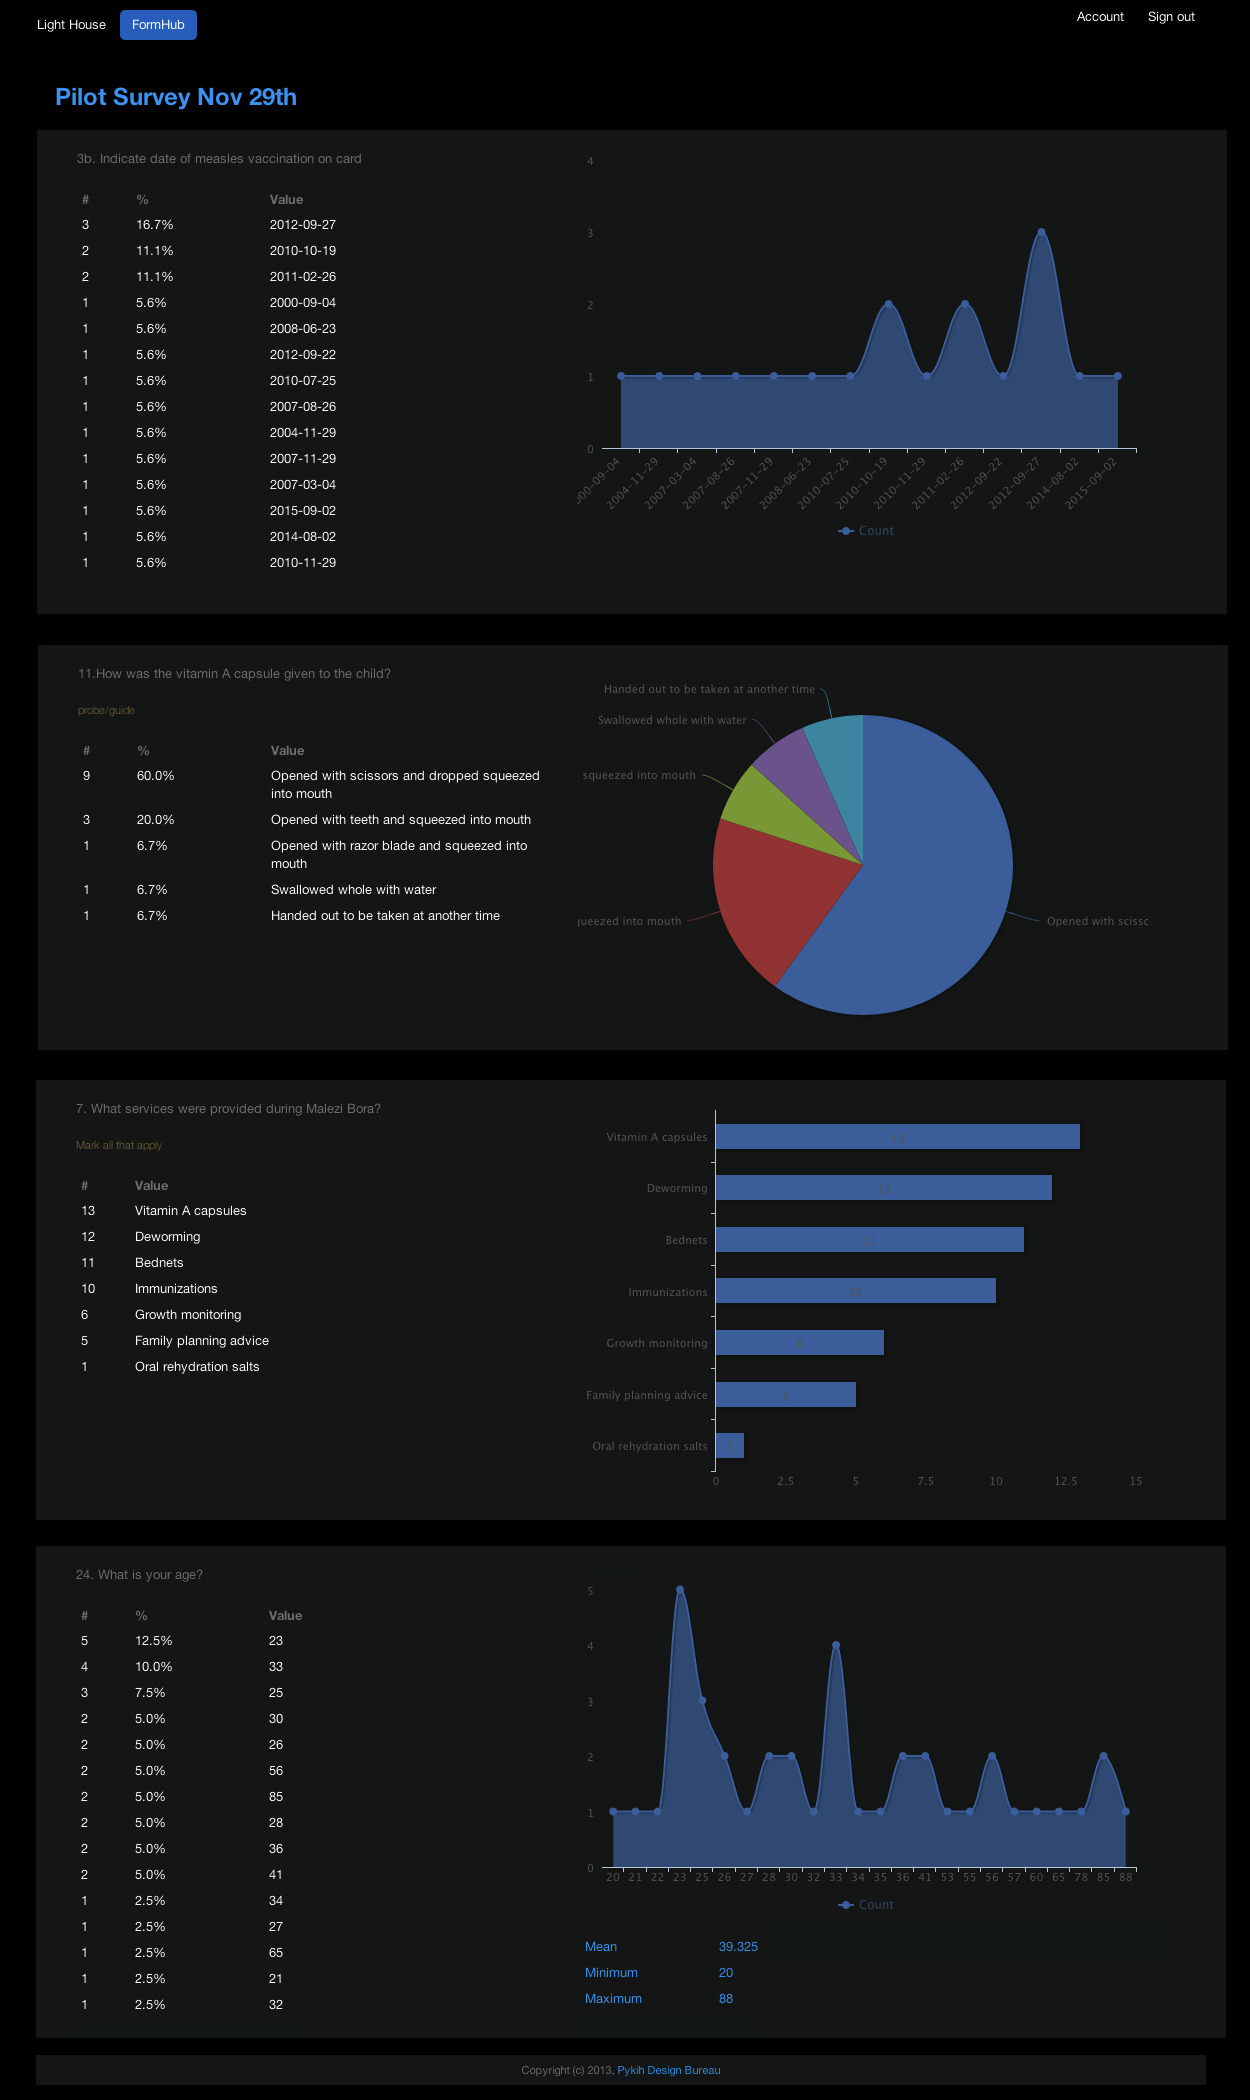 Light House FormHub Account Sign out
Pilot Survey Nov 29th
3b. Indicate date of measles vaccination on card
# % Value
3 16.7% 2012-09-27
2 11.1% 2010-10-19
2 11.1% 2011-02-26
1 5.6% 2000-09-04
1 5.6% 2008-06-23
1 5.6% 2012-09-22
1 5.6% 2010-07-25
1 5.6% 2007-08-26
1 5.6% 2004-11-29
1 5.6% 2007-11-29
1 5.6% 2007-03-04
1 5.6% 2015-09-02
1 5.6% 2014-08-02
1 5.6% 2010-11-29
4
3
2
1
0
00-09-04 2004-11-29 2007-03-04 2007-08-26 2007-11-29 2008-06-23 2010-07-25 2010-10-19 2010-11-29 2011-02-26 2012-09-22 2012-09-27 2014-08-02 2015-09-02
Count
11.How was the vitamin A capsule given to the child?
probe/guide
# % Value
9 60.0% Opened with scissors and dropped squeezed
into mouth
3 20.0% Opened with teeth and squeezed into mouth
1 6.7% Opened with razor blade and squeezed into
mouth
1 6.7% Swallowed whole with water
1 6.7% Handed out to be taken at another time
Handed out to be taken at another time
Swallowed whole with water
squeezed into mouth
queezed into mouth
Opened with scissc
7. What services were provided during Malezi Bora?
Mark all that apply
# Value
13 Vitamin A capsules
12 Deworming
11 Bednets
10 Immunizations
6 Growth monitoring
5 Family planning advice
1 Oral rehydration salts
Vitamin A capsules 13
Deworming 12
Bednets 11
Immunizations 10
Growth monitoring 6
Family planning advice 5
Oral rehydration salts 1
0 2.5 5 7.5 10 12.5 15
24. What is your age?
# % Value
5 12.5% 23
4 10.0% 33
3 7.5% 25
2 5.0% 30
2 5.0% 26
2 5.0% 56
2 5.0% 85
2 5.0% 28
2 5.0% 36
2 5.0% 41
1 2.5% 34
1 2.5% 27
1 2.5% 65
1 2.5% 21
1 2.5% 32
5
4
3
2
1
0
20 21 22 23 25 26 27 28 30 32 33 34 35 36 41 53 55 56 57 60 65 78 85 88
Count
Mean 39.325
Minimum 20
Maximum 88
Copyright (c) 2013, Pykih Design Bureau